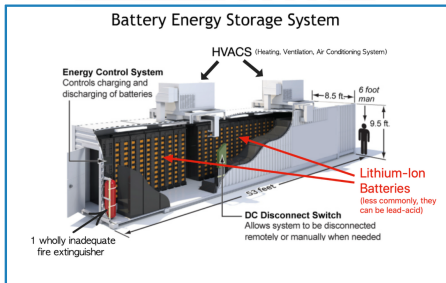 Battery Energy Storage System
HVACS (Heating, Ventilation, Air Conditioning System)
Energy Control System
Controls charging and
discharging of batteries
8.5 ft.
6 foot
man
9.5 ft.
Lithium-Ion
Batteries
(less commonly, they
can be lead-acid)
53 feet
DC Disconnect Switch
Allows system to be disconnected
remotely or manually when needed
1 wholly inadequate
fire extinguisher